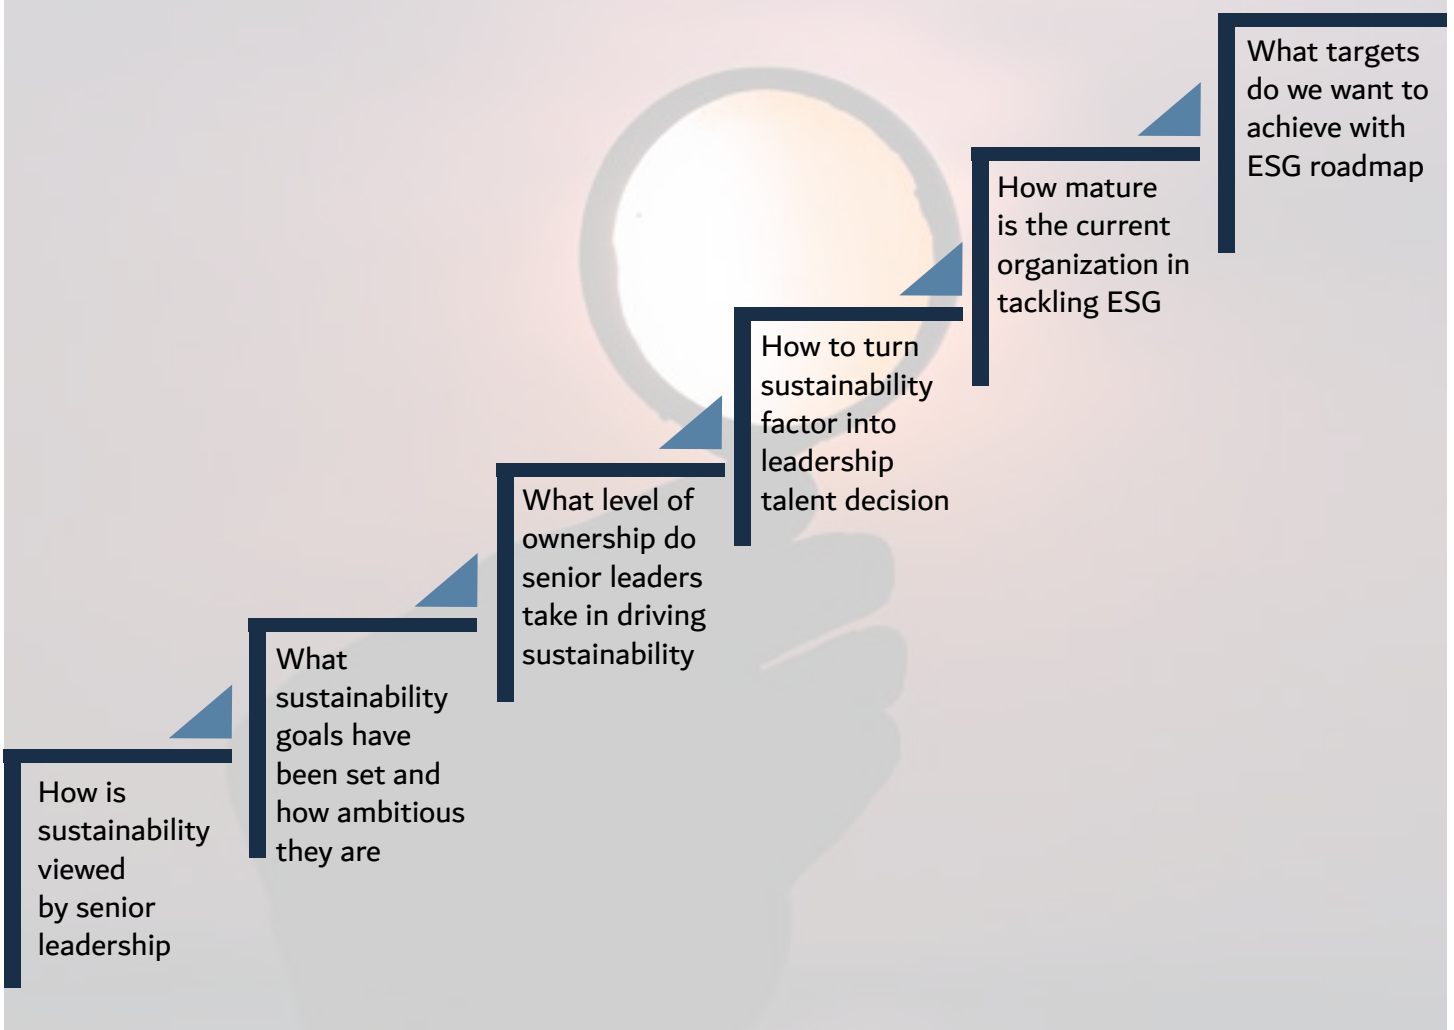 How is
sustainability
viewed
by senior
leadership
What
sustainability
goals have
been set and
how ambitious
they are
What level of
ownership do
senior leaders
take in driving
sustainability
How to turn
sustainability
factor into
leadership
talent decision
How mature
is the current
organization in
tackling ESG
What targets
do we want to
achieve with
ESG roadmap